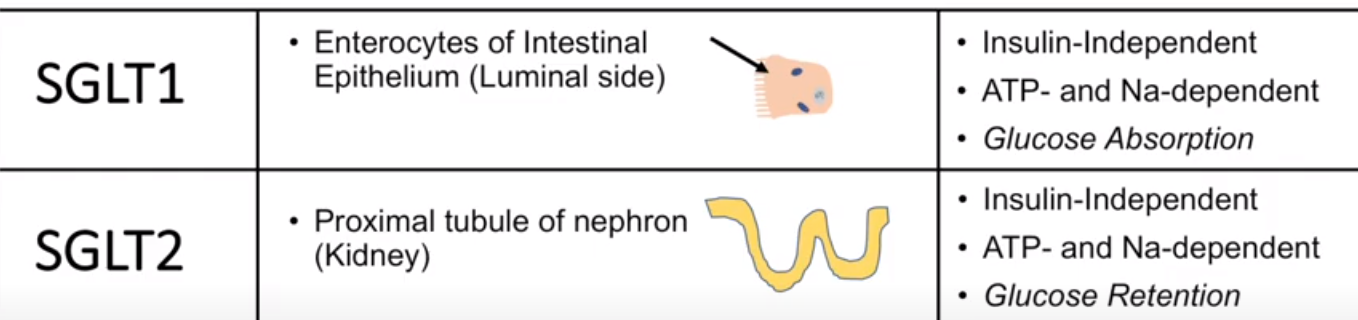 SGLT1
• Enterocytes of Intestinal
Epithelium (Luminal side)
• Insulin-Independent
• ATP- and Na-dependent
• Glucose Absorption
SGLT2
• Proximal tubule of nephron
(Kidney)
• Insulin-Independent
• ATP- and Na-dependent
• Glucose Retention